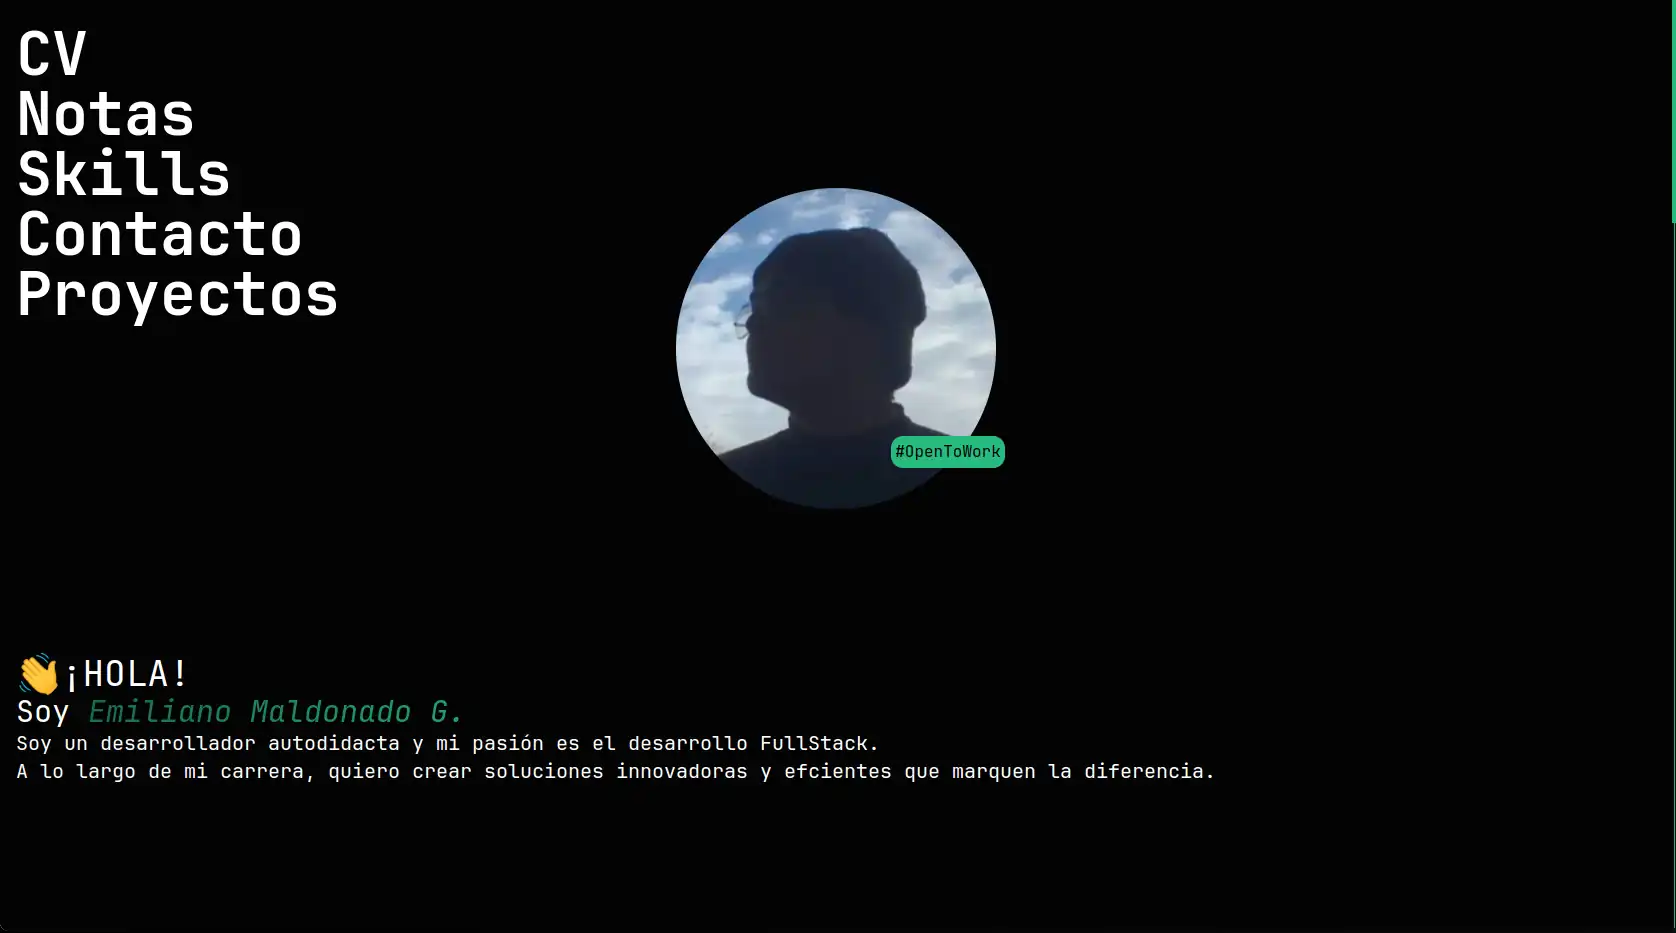 CV
Notas
Skills
Contacto
Proyectos
#OpenToWork
👋¡HOLA!
Soy Emiliano Maldonado G.
Soy un desarrollador autodidacta y mi pasión es el desarrollo FullStack.
A lo largo de mi carrera, quiero crear soluciones innovadoras y efcientes que marquen la diferencia.